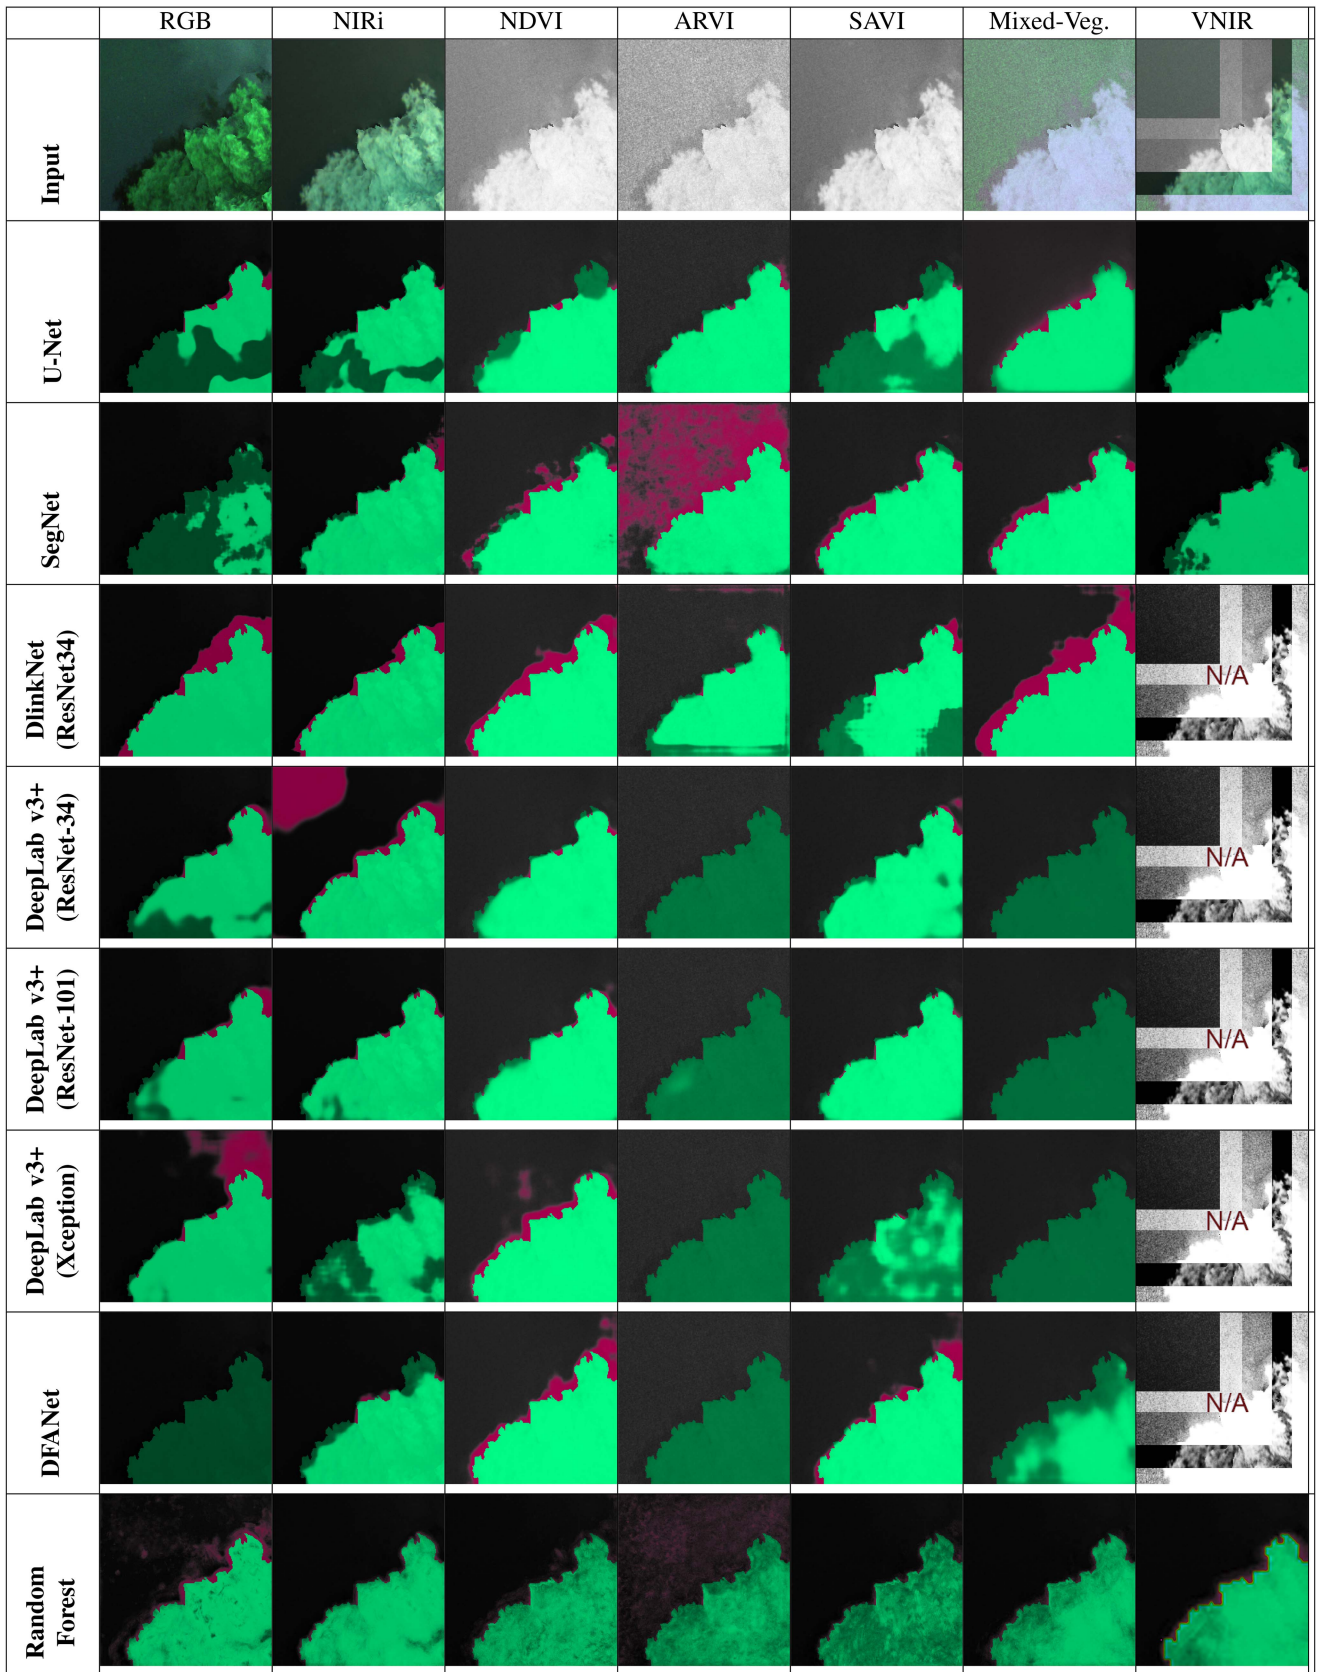 RGB NIRi NDVI ARVI SAVI Mixed-Veg. VNIR
Input
U-Net
SegNet
DlinkNet
(ResNet34)
N/A
DeepLab v3+
(ResNet-34)
N/A
DeepLab v3+
(ResNet-101)
N/A
DeepLab v3+
(Xception)
N/A
DFANet
N/A
Random
Forest